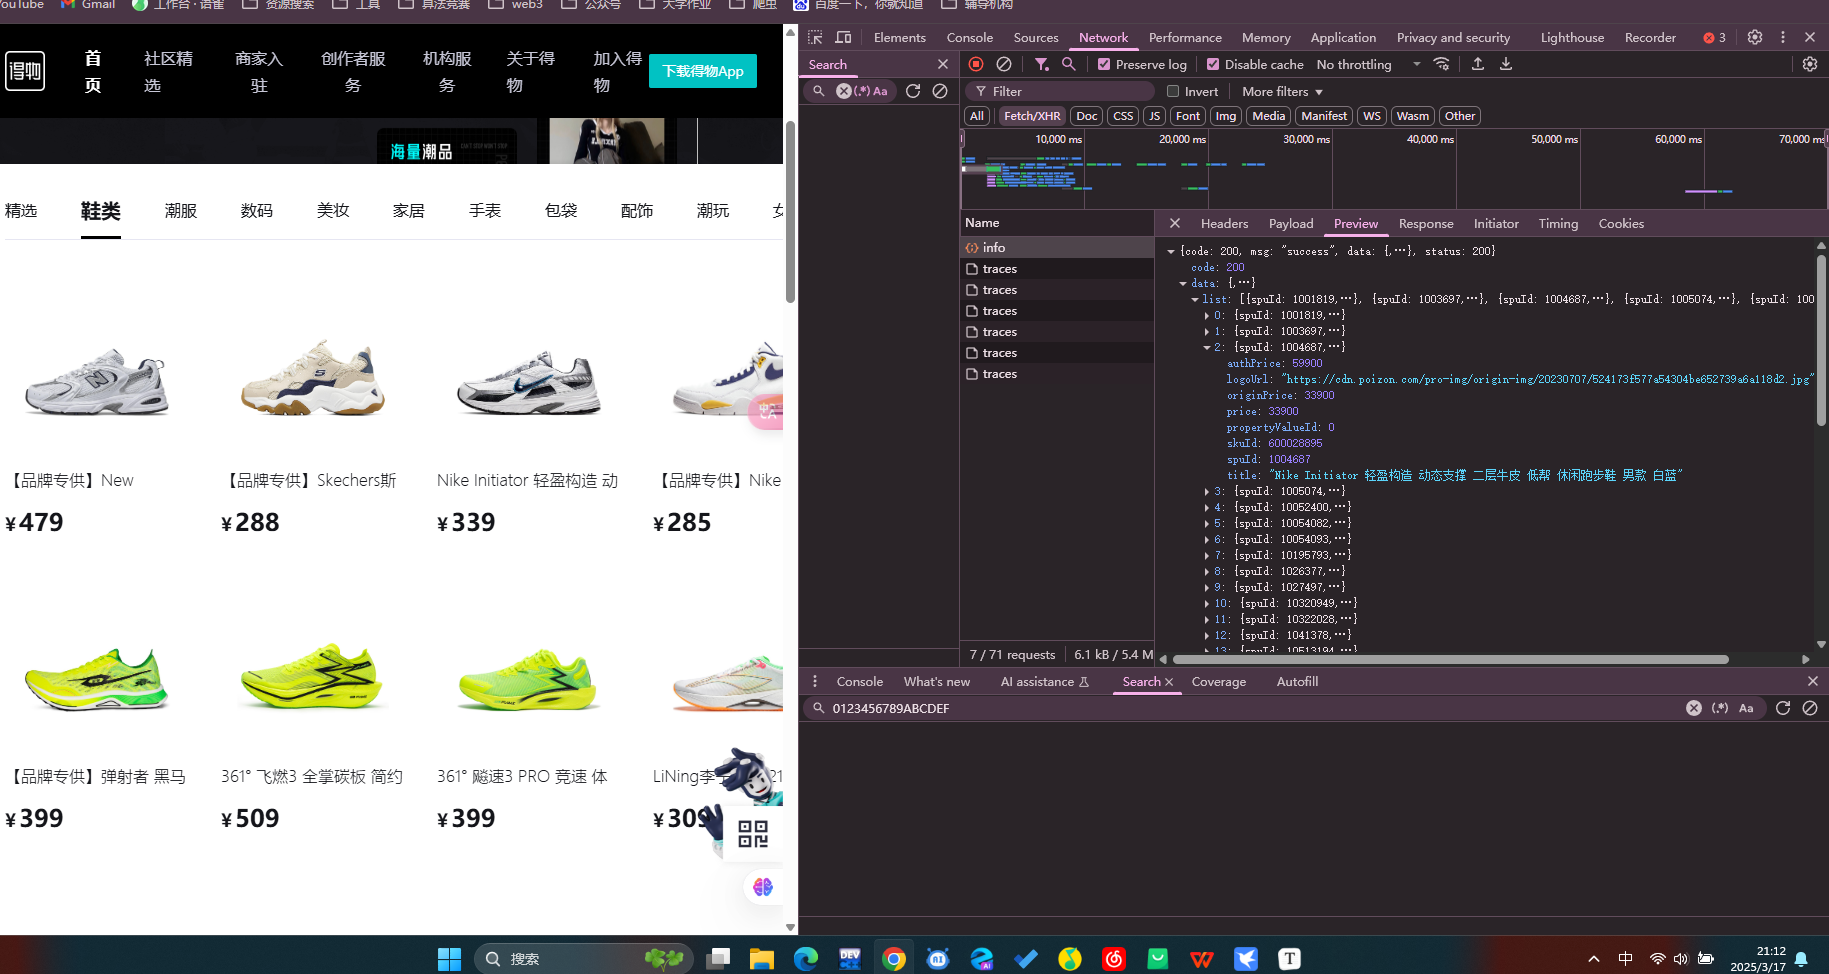 YouTube
Gmail
工作台 · 语雀
资源搜索
工具
算法竞赛
web3
公众号
大学作业
爬虫
百度一下，你就知道
辅导机构
得物
首页
社区精选
商家入驻
创作者服务
机构服务
关于得物
加入得物
下载得物App
海量潮品
精选
鞋类
潮服
数码
美妆
家居
手表
包袋
配饰
潮玩
【品牌专供】New
¥479
【品牌专供】Skechers斯
¥288
Nike Initiator 轻盈构造 动
¥339
【品牌专供】Nike
¥285
【品牌专供】弹射者 黑马
¥399
361° 飞燃3 全掌碳板 简约
¥509
361° 飚速3 PRO 竞速 体
¥399
LiNing李宁
¥309
Elements
Console
Sources
Network
Performance
Memory
Application
Privacy and security
Lighthouse
Recorder
3
Search
Preserve log
Disable cache
No throttling
(.*) Aa
Filter
Invert
More filters
All
Fetch/XHR
Doc
CSS
JS
Font
Img
Media
Manifest
WS
Wasm
Other
10,000 ms
20,000 ms
30,000 ms
40,000 ms
50,000 ms
60,000 ms
70,000 ms
Name
info
traces
traces
traces
traces
traces
traces
7 / 71 requests
6.1 kB / 5.4 M
Headers
Payload
Preview
Response
Initiator
Timing
Cookies
{code: 200, msg: "success", data: {,…}, status: 200}
code: 200
data: {,…}
list: [{spuId: 1001819,…}, {spuId: 1003697,…}, {spuId: 1004687,…}, {spuId: 1005074,…}, {spuId: 100
0: {spuId: 1001819,…}
1: {spuId: 1003697,…}
2: {spuId: 1004687,…}
authPrice: 59900
logoUrl: "https://cdn.poizon.com/pro-img/origin-img/20230707/524173f577a54304be652739a6a118d2.jpg"
originPrice: 33900
price: 33900
propertyValueId: 0
skuId: 600028895
spuId: 1004687
title: "Nike Initiator 轻盈构造 动态支撑 二层牛皮 低帮 休闲跑步鞋 男款 白蓝"
3: {spuId: 1005074,…}
4: {spuId: 10052400,…}
5: {spuId: 10054082,…}
6: {spuId: 10054093,…}
7: {spuId: 10195793,…}
8: {spuId: 1026377,…}
9: {spuId: 1027497,…}
10: {spuId: 10320949,…}
11: {spuId: 10322028,…}
12: {spuId: 1041378,…}
13: {spuId: 10513194,…}
Console
What's new
AI assistance
Search
Coverage
Autofill
0123456789ABCDEF
(.*) Aa
搜索
中
21:12
2025/3/17